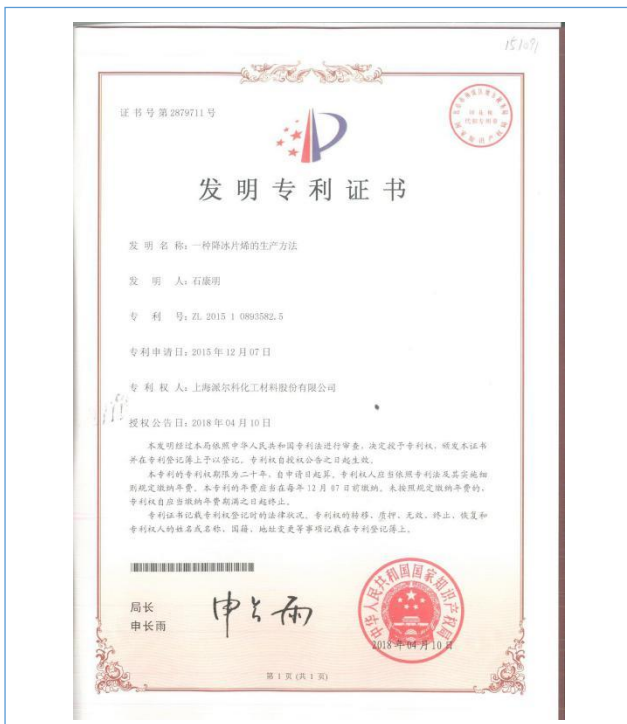 151091
证书号第2879711号
发明专利证书
发 明 名 称：一种降冰片烯的生产方法
发 明 人：石康明
专 利 号：ZL 2015 1 0893582.5
专利申请日：2015年12月07日
专 利 权 人：上海派尔科化工材料股份有限公司
授权公告日：2018年04月10日
本发明经过本局依照中华人民共和国专利法进行审查，决定授予专利权，颁发本证书
并在专利登记簿上予以登记。专利权自授权公告之日起生效。
本专利的专利权期限为二十年，自申请日起算。专利权人应当依照专利法及其实施细
则规定缴纳年费。本专利的年费应当在每年12月07日前缴纳。未按照规定缴纳年费的，
专利权自应当缴纳年费期满之日起终止。
专利证书记载专利权登记时的法律状况。专利权的转移、质押、无效、终止、恢复和
专利权人的姓名或名称、国籍、地址变更等事项记载在专利登记簿上。
局长
申长雨
申长雨
中华人民共和国国家知识产权局
2018年04月10日
第1页(共1页)